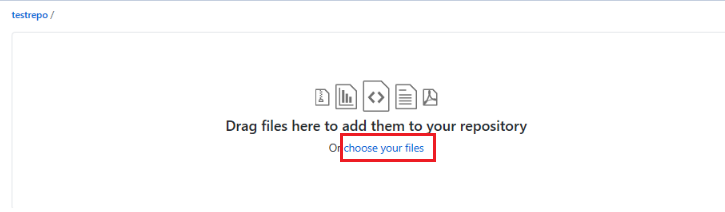 testrepo /
Drag files here to add them to your repository
Or choose your files